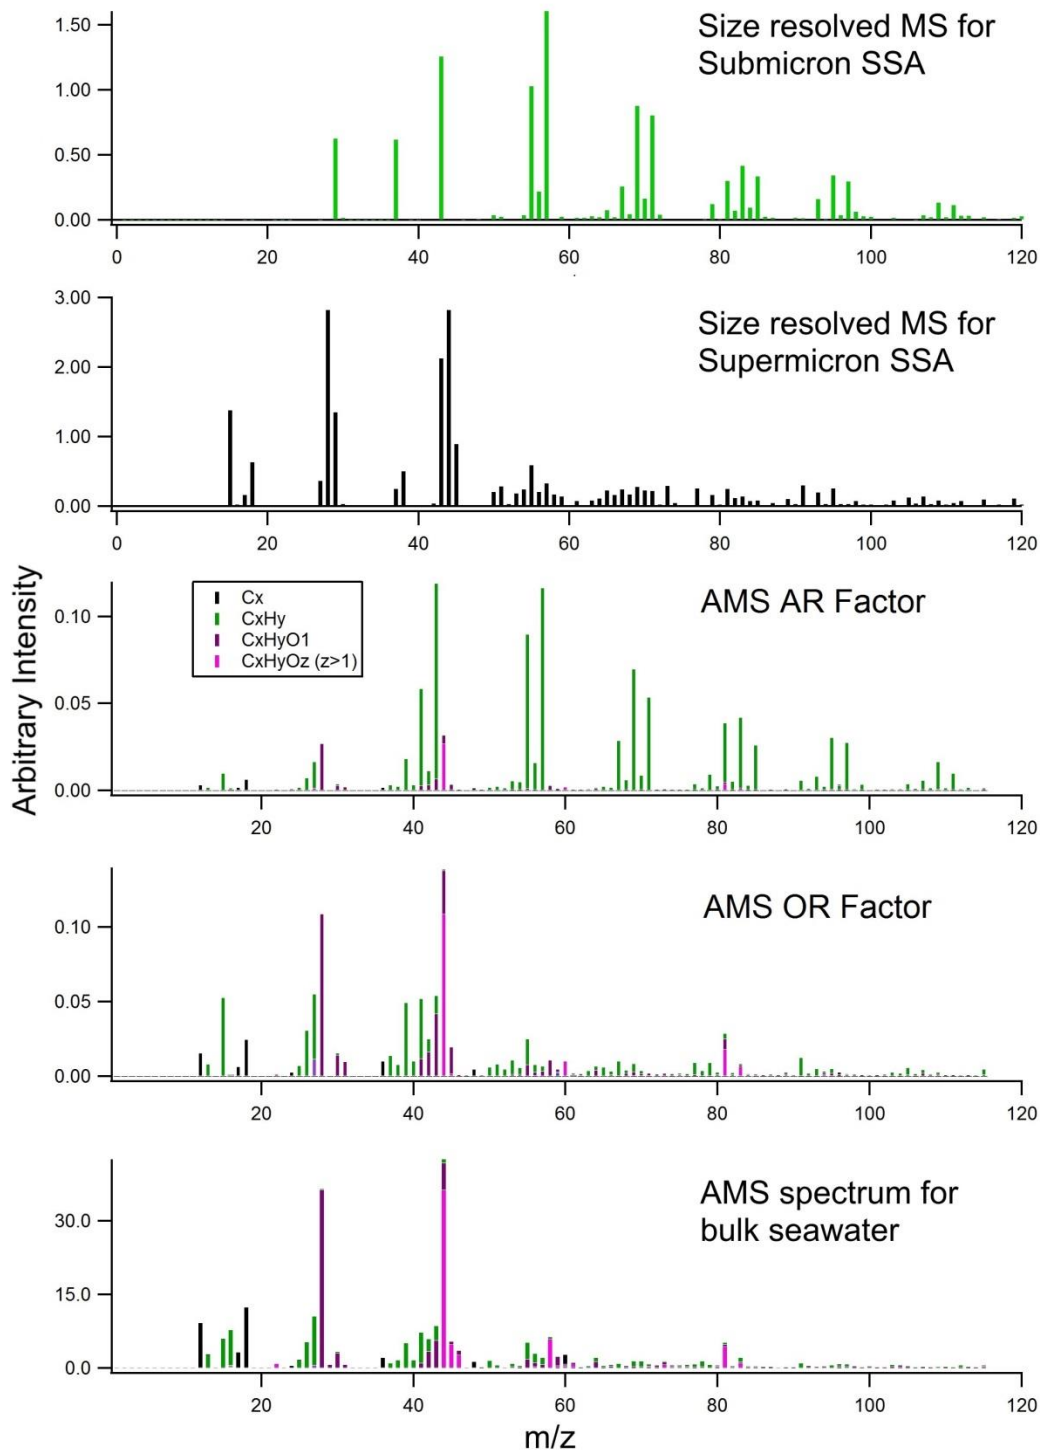 Size resolved MS for
Submicron SSA
1.50
1.00
0.50
0.00
0 20 40 60 80 100 120
Size resolved MS for
Supermicron SSA
3.00
2.00
1.00
0.00
0 20 40 60 80 100 120
Arbitrary Intensity
AMS AR Factor
Cx
CxHy
CxHyO1
CxHyOz (z>1)
0.10
0.05
0.00
20 40 60 80 100 120
AMS OR Factor
0.10
0.05
0.00
20 40 60 80 100 120
AMS spectrum for
bulk seawater
30.0
15.0
0.0
20 40 60 80 100 120
m/z